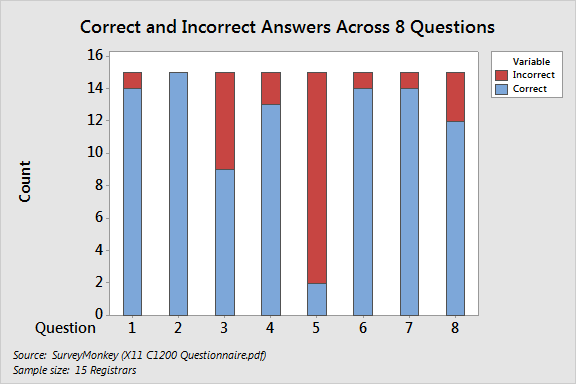 Correct and Incorrect Answers Across 8 Questions
16
14
12
10
8
6
4
2
0
Count
Question 1 2 3 4 5 6 7 8
Variable
Incorrect
Correct
Source: SurveyMonkey (X11 C1200 Questionnaire.pdf)
Sample size: 15 Registrars